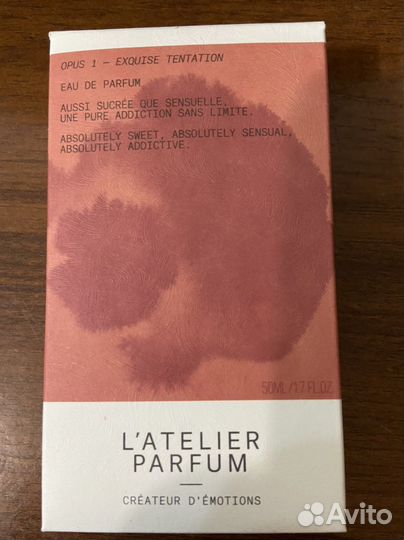 OPUS 1 – EXQUISE TENTATION
EAU DE PARFUM
AUSSI SUCRÉE QUE SENSUELLE,
UNE PURE ADDICTION SANS LIMITE.
ABSOLUTELY SWEET, ABSOLUTELY SENSUAL,
ABSOLUTELY ADDICTIVE.
50ML/1.7 FL.OZ
L'ATELIER
PARFUM
CRÉATEUR D'ÉMOTIONS
Avito